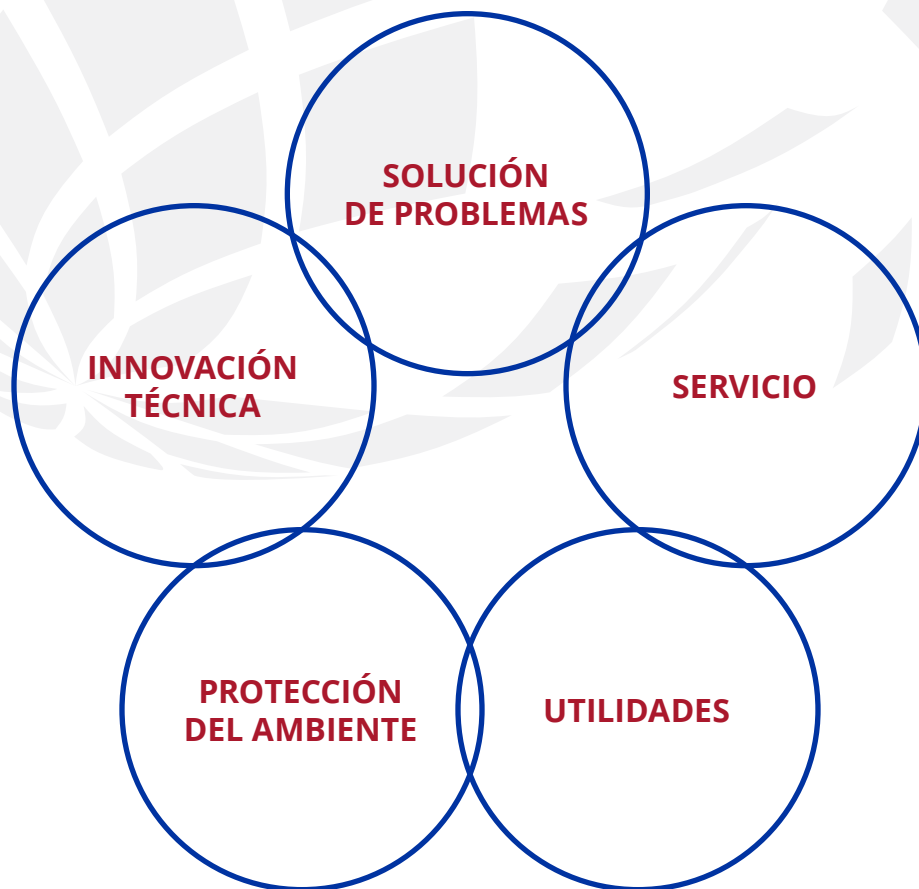 SOLUCIÓN
DE PROBLEMAS
INNOVACIÓN
TÉCNICA
SERVICIO
PROTECCIÓN
DEL AMBIENTE
UTILIDADES